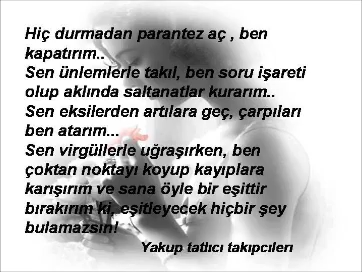 Hiç durmadan parantez aç , ben
kapatırım..
Sen ünlemlerle takıl, ben soru işareti
olup aklında saltanatlar kurarım..
Sen eksilerden artılara geç, çarpıları
ben atarım...
Sen virgüllerle uğraşırken, ben
çoktan noktayı koyup kayıplara
karışırım ve sana öyle bir eşittir
bırakırım ki, eşitleyecek hiçbir şey
bulamazsın!
Yakup tatlıcı takıpcılerı